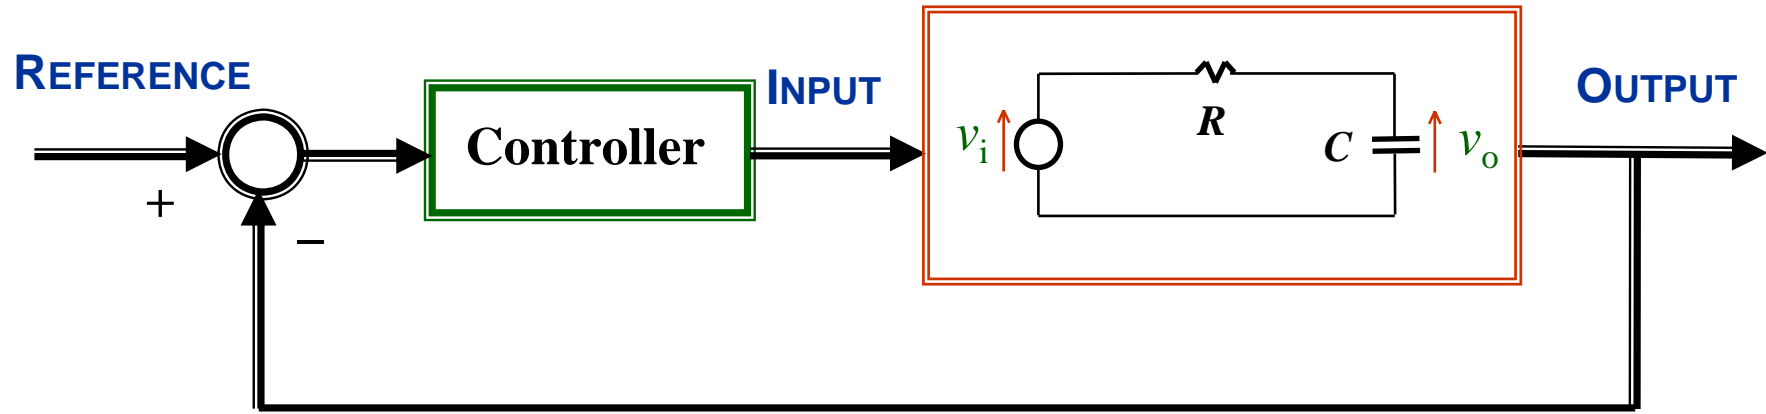 REFERENCE
+
−
Controller
INPUT
vi
R
C
vo
OUTPUT